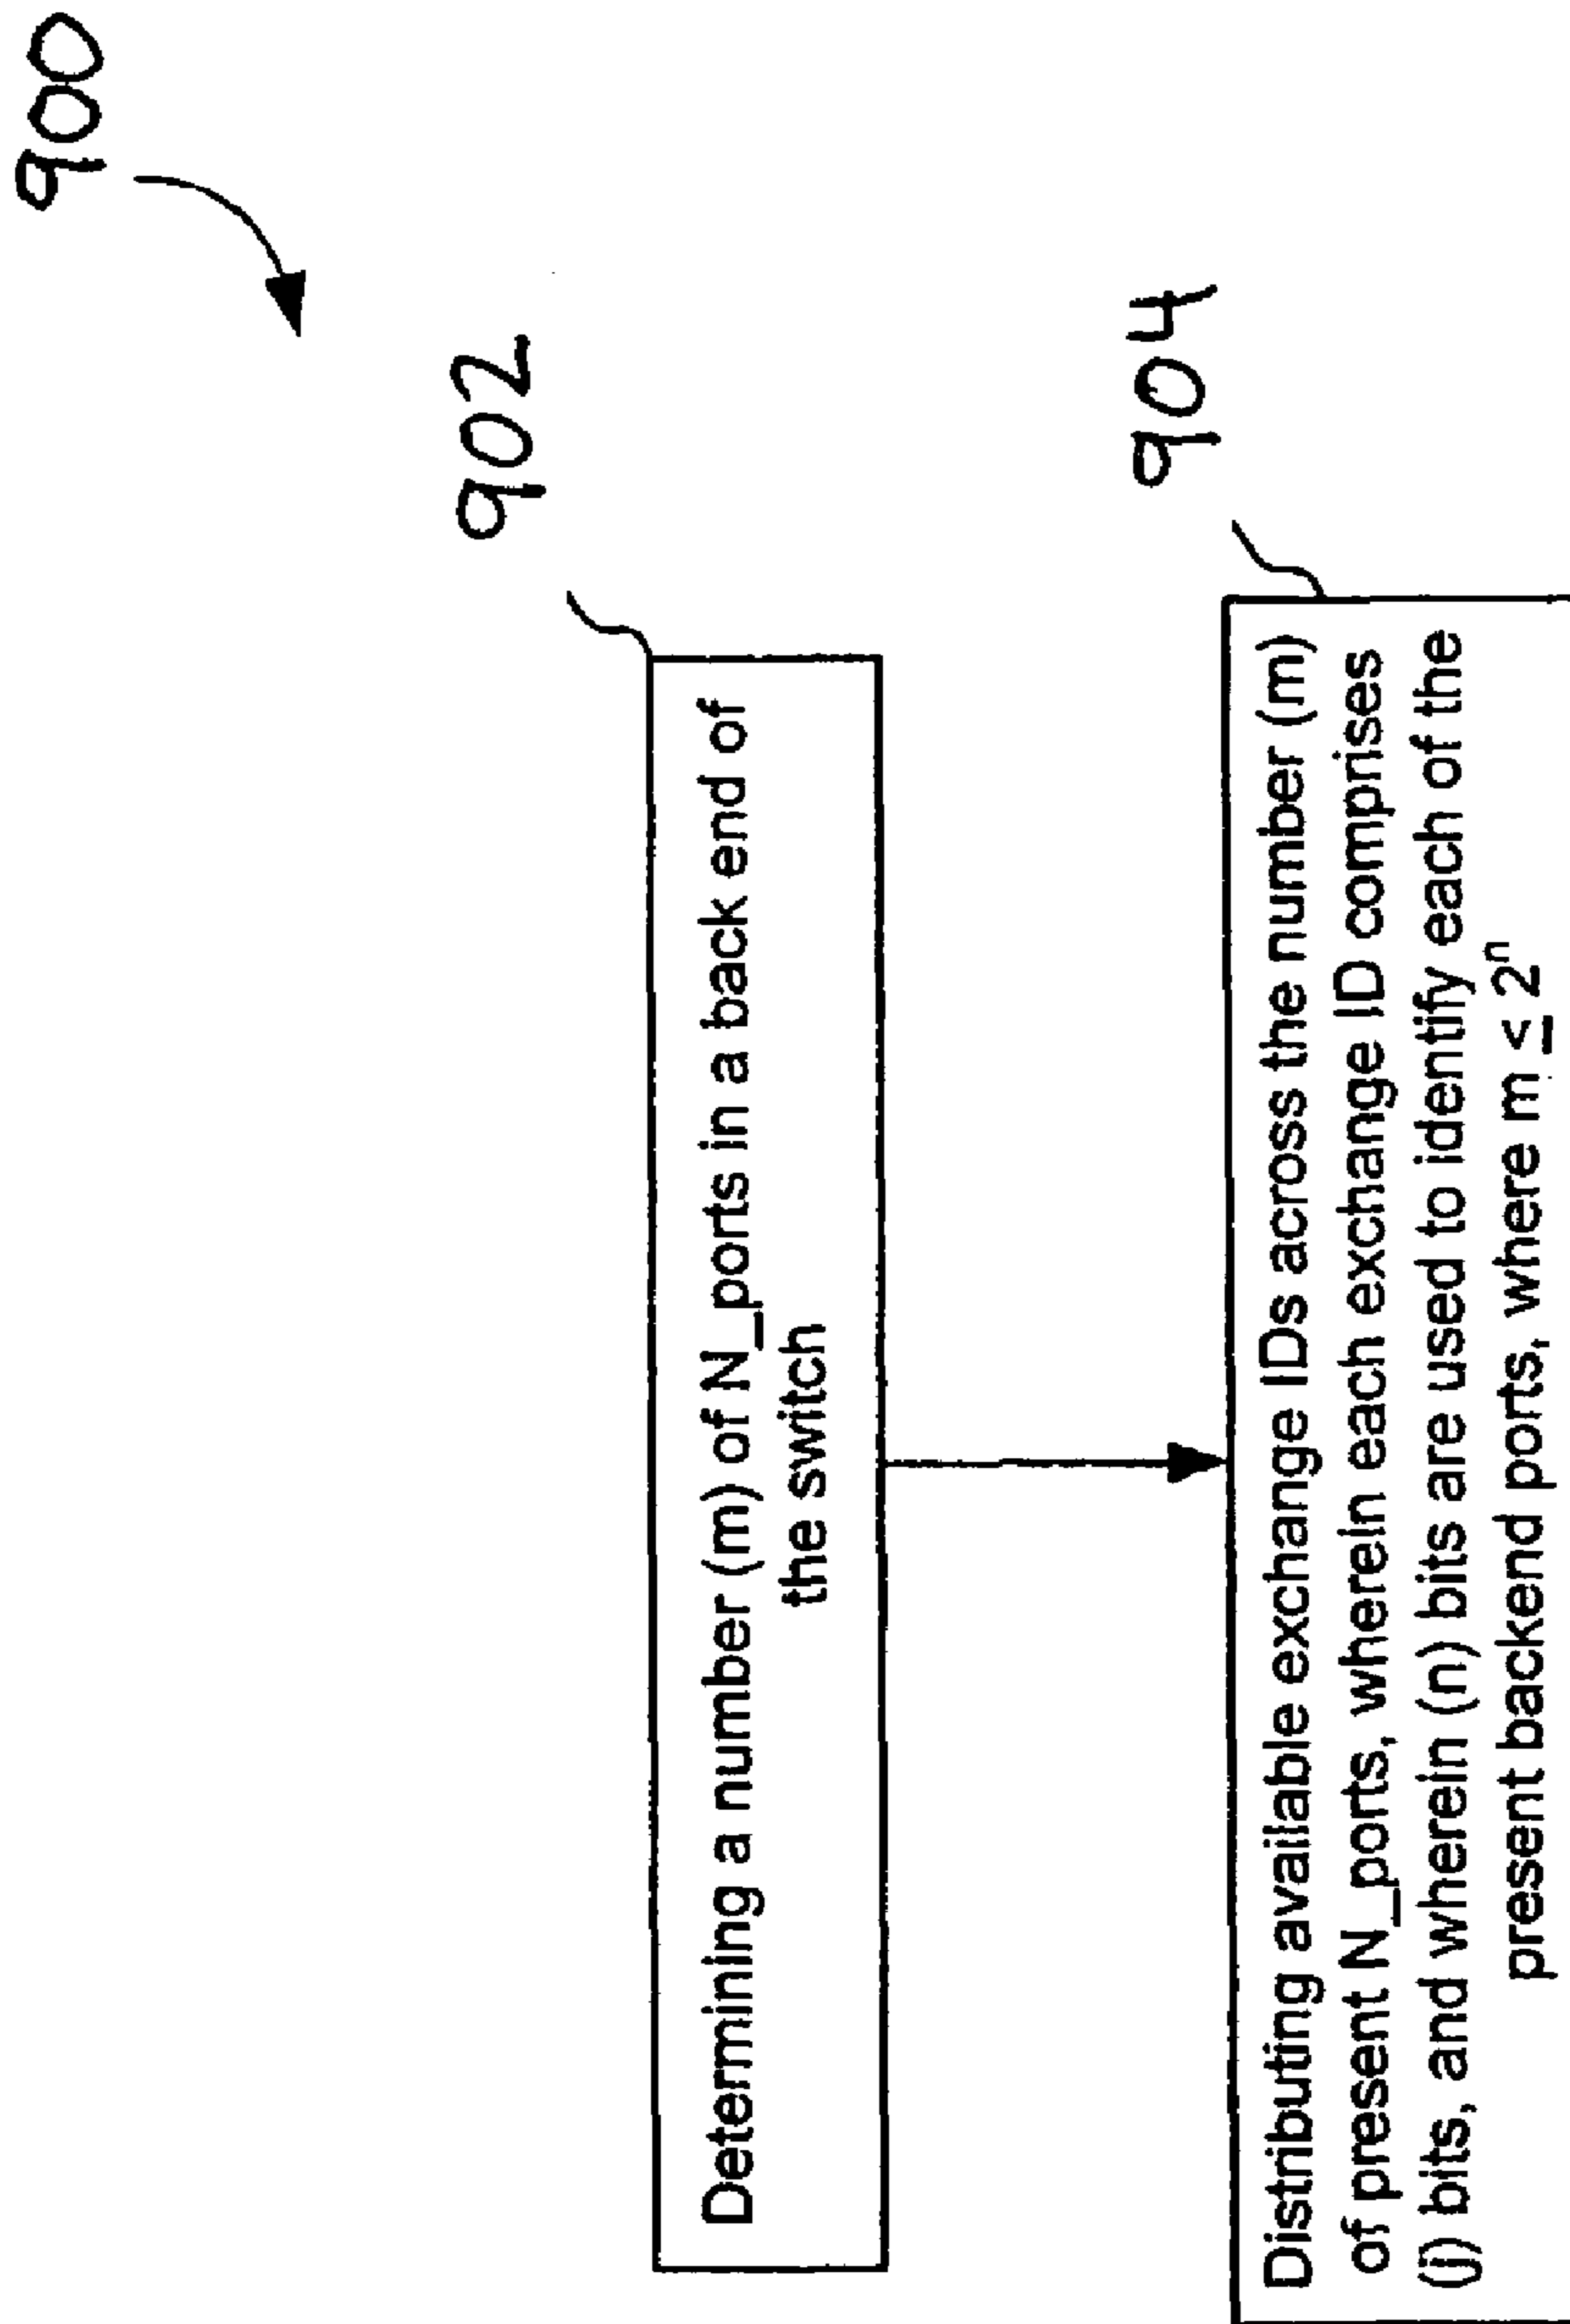 900
902
Determining a number (m) of N_ports in a back end of
the switch
904
Distributing available exchange IDs across the number (m)
of present N_ports, wherein each exchange ID comprises
(j) bits, and wherein (n) bits are used to identify each of the
present backend ports, where m ≤ 2ⁿ